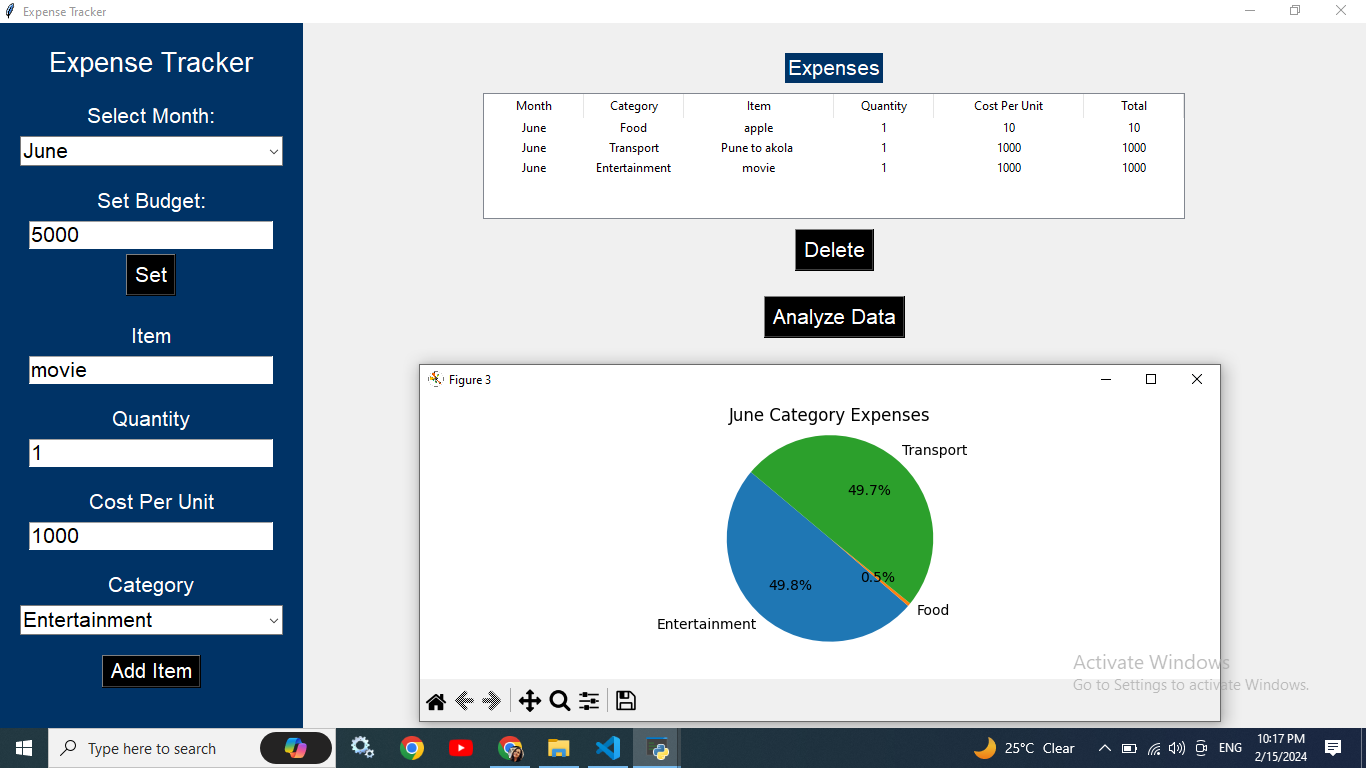 Expense Tracker
Expense Tracker
Select Month:
June
Set Budget:
5000
Set
Item
movie
Quantity
1
Cost Per Unit
1000
Category
Entertainment
Add Item
Expenses
Month Category Item Quantity Cost Per Unit Total
June Food apple 1 10 10
June Transport Pune to akola 1 1000 1000
June Entertainment movie 1 1000 1000
Delete
Analyze Data
Figure 3
June Category Expenses
Transport
49.7%
0.5%
49.8%
Food
Entertainment
Activate Windows
Go to Settings to activate Windows.
Type here to search
25°C Clear
ENG
10:17 PM
2/15/2024